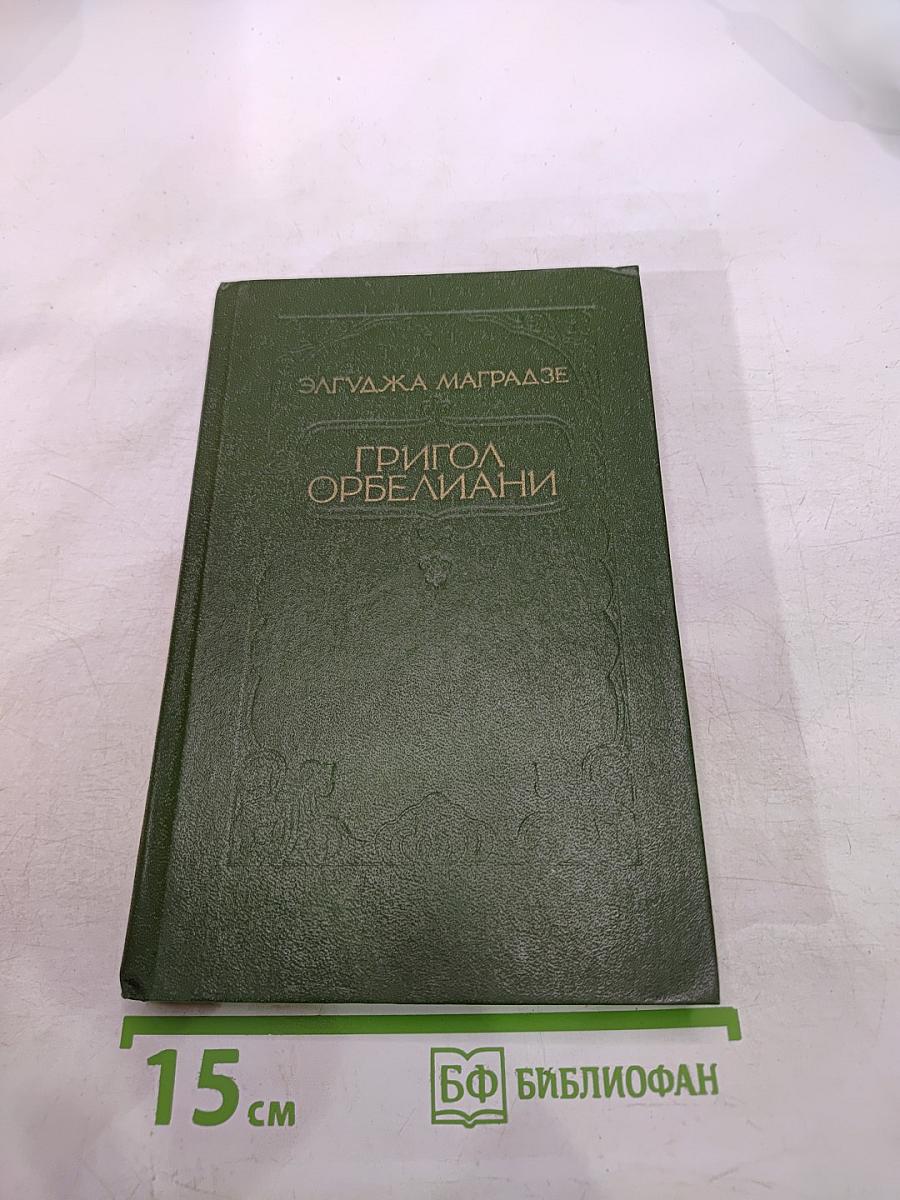 ЭЛГУДЖА МАГРАДЗЕ
ГРИГОЛ
ОРБЕЛИАНИ
15 см
БФ БИБЛИОФАН